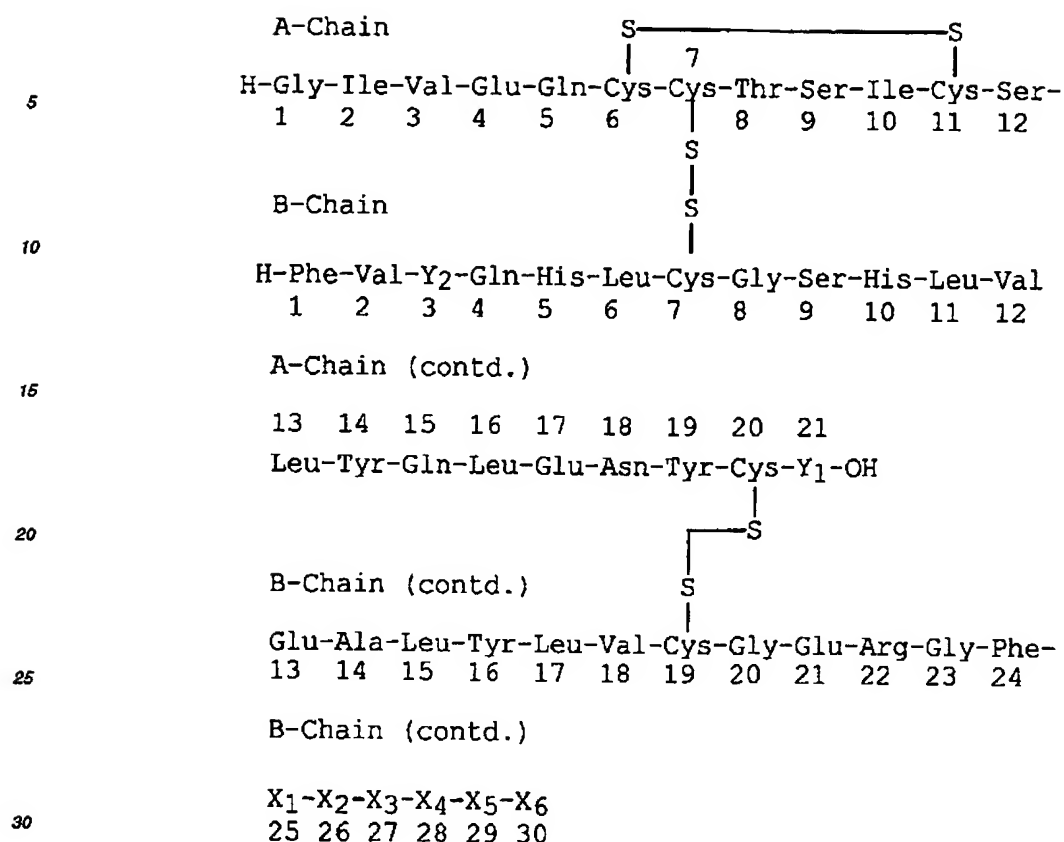 A-Chain
S S
7
5 H-Gly-Ile-Val-Glu-Gln-Cys-Cys-Thr-Ser-Ile-Cys-Ser-
1 2 3 4 5 6 8 9 10 11 12
S
B-Chain S
10
H-Phe-Val-Y2-Gln-His-Leu-Cys-Gly-Ser-His-Leu-Val
1 2 3 4 5 6 7 8 9 10 11 12
A-Chain (contd.)
15
13 14 15 16 17 18 19 20 21
Leu-Tyr-Gln-Leu-Glu-Asn-Tyr-Cys-Y1-OH
20 S
B-Chain (contd.) S
Glu-Ala-Leu-Tyr-Leu-Val-Cys-Gly-Glu-Arg-Gly-Phe-
25 13 14 15 16 17 18 19 20 21 22 23 24
B-Chain (contd.)
X1-X2-X3-X4-X5-X6
30 25 26 27 28 29 30